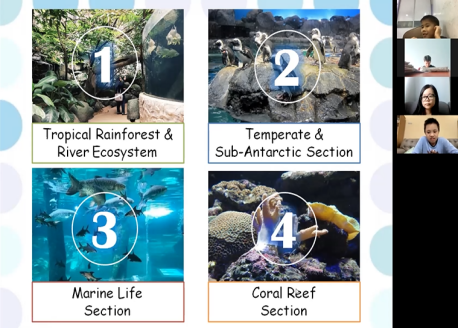 1
2
Tropical Rainforest &
River Ecosystem
Temperate &
Sub-Antarctic Section
3
4
Marine Life
Section
Coral Reef
Section